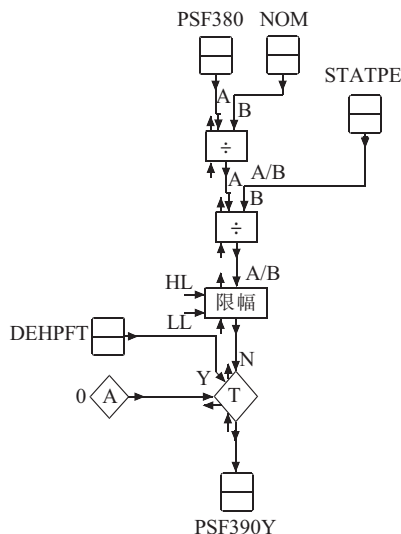 PSF380 NOM
STATPE
A
B
÷
A A/B
B
÷
A/B
HL
限幅
LL
DEHPFT
N
Y
0 A T
PSF390Y